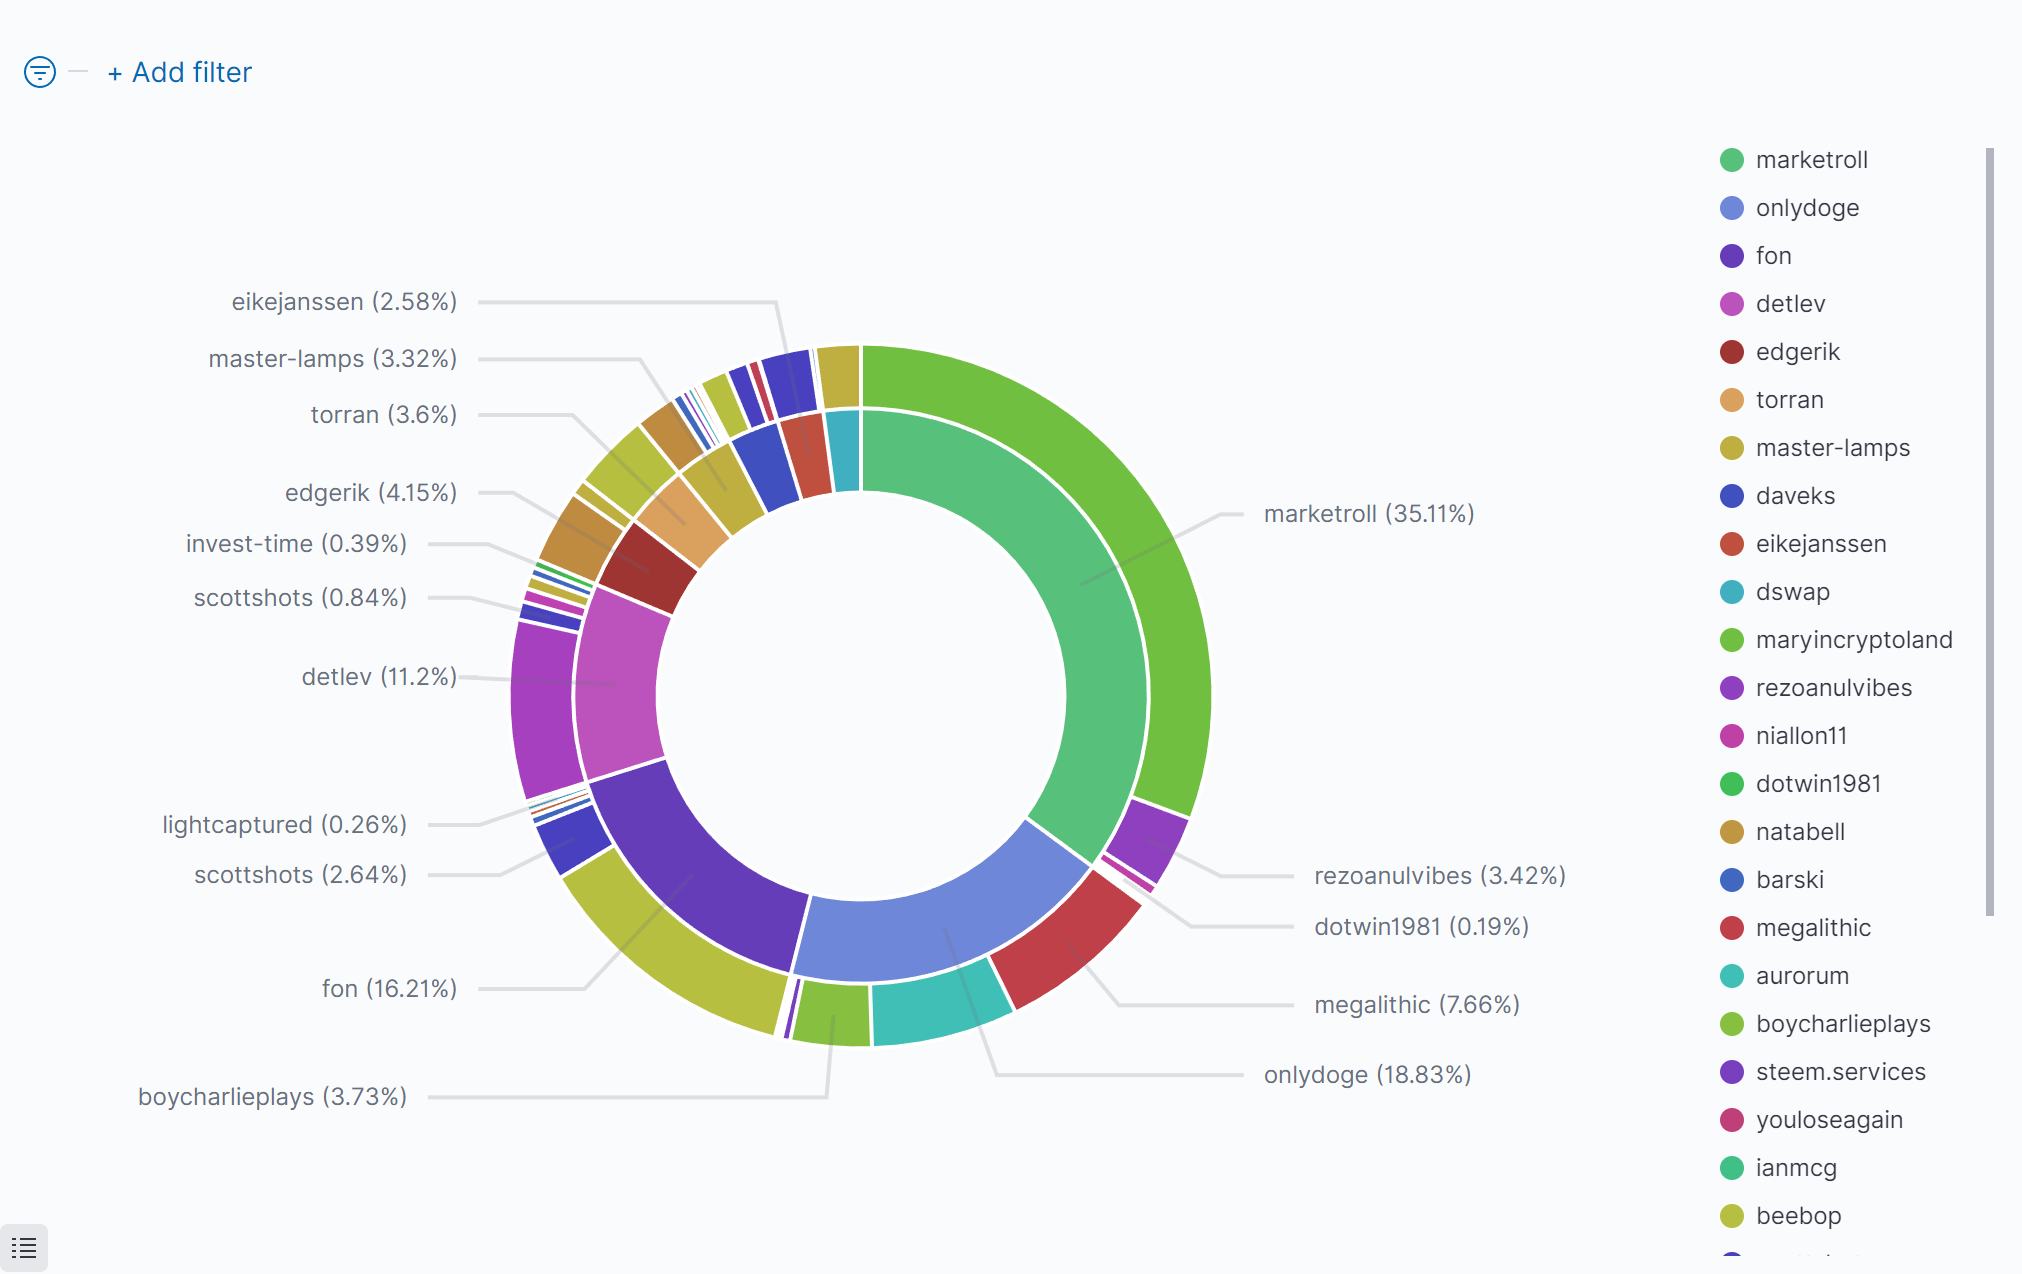 + Add filter
eikejanssen (2.58%)
master-lamps (3.32%)
torran (3.6%)
edgerik (4.15%)
invest-time (0.39%)
scottshots (0.84%)
detlev (11.2%)
lightcaptured (0.26%)
scottshots (2.64%)
fon (16.21%)
boycharlieplays (3.73%)
marketroll (35.11%)
rezoanulvibes (3.42%)
dotwin1981 (0.19%)
megalithic (7.66%)
onlydoge (18.83%)
marketroll
onlydoge
fon
detlev
edgerik
torran
master-lamps
daveks
eikejanssen
dswap
maryincryptoland
rezoanulvibes
niallon11
dotwin1981
natabell
barski
megalithic
aurorum
boycharlieplays
steem.services
youloseagain
ianmcg
beebop